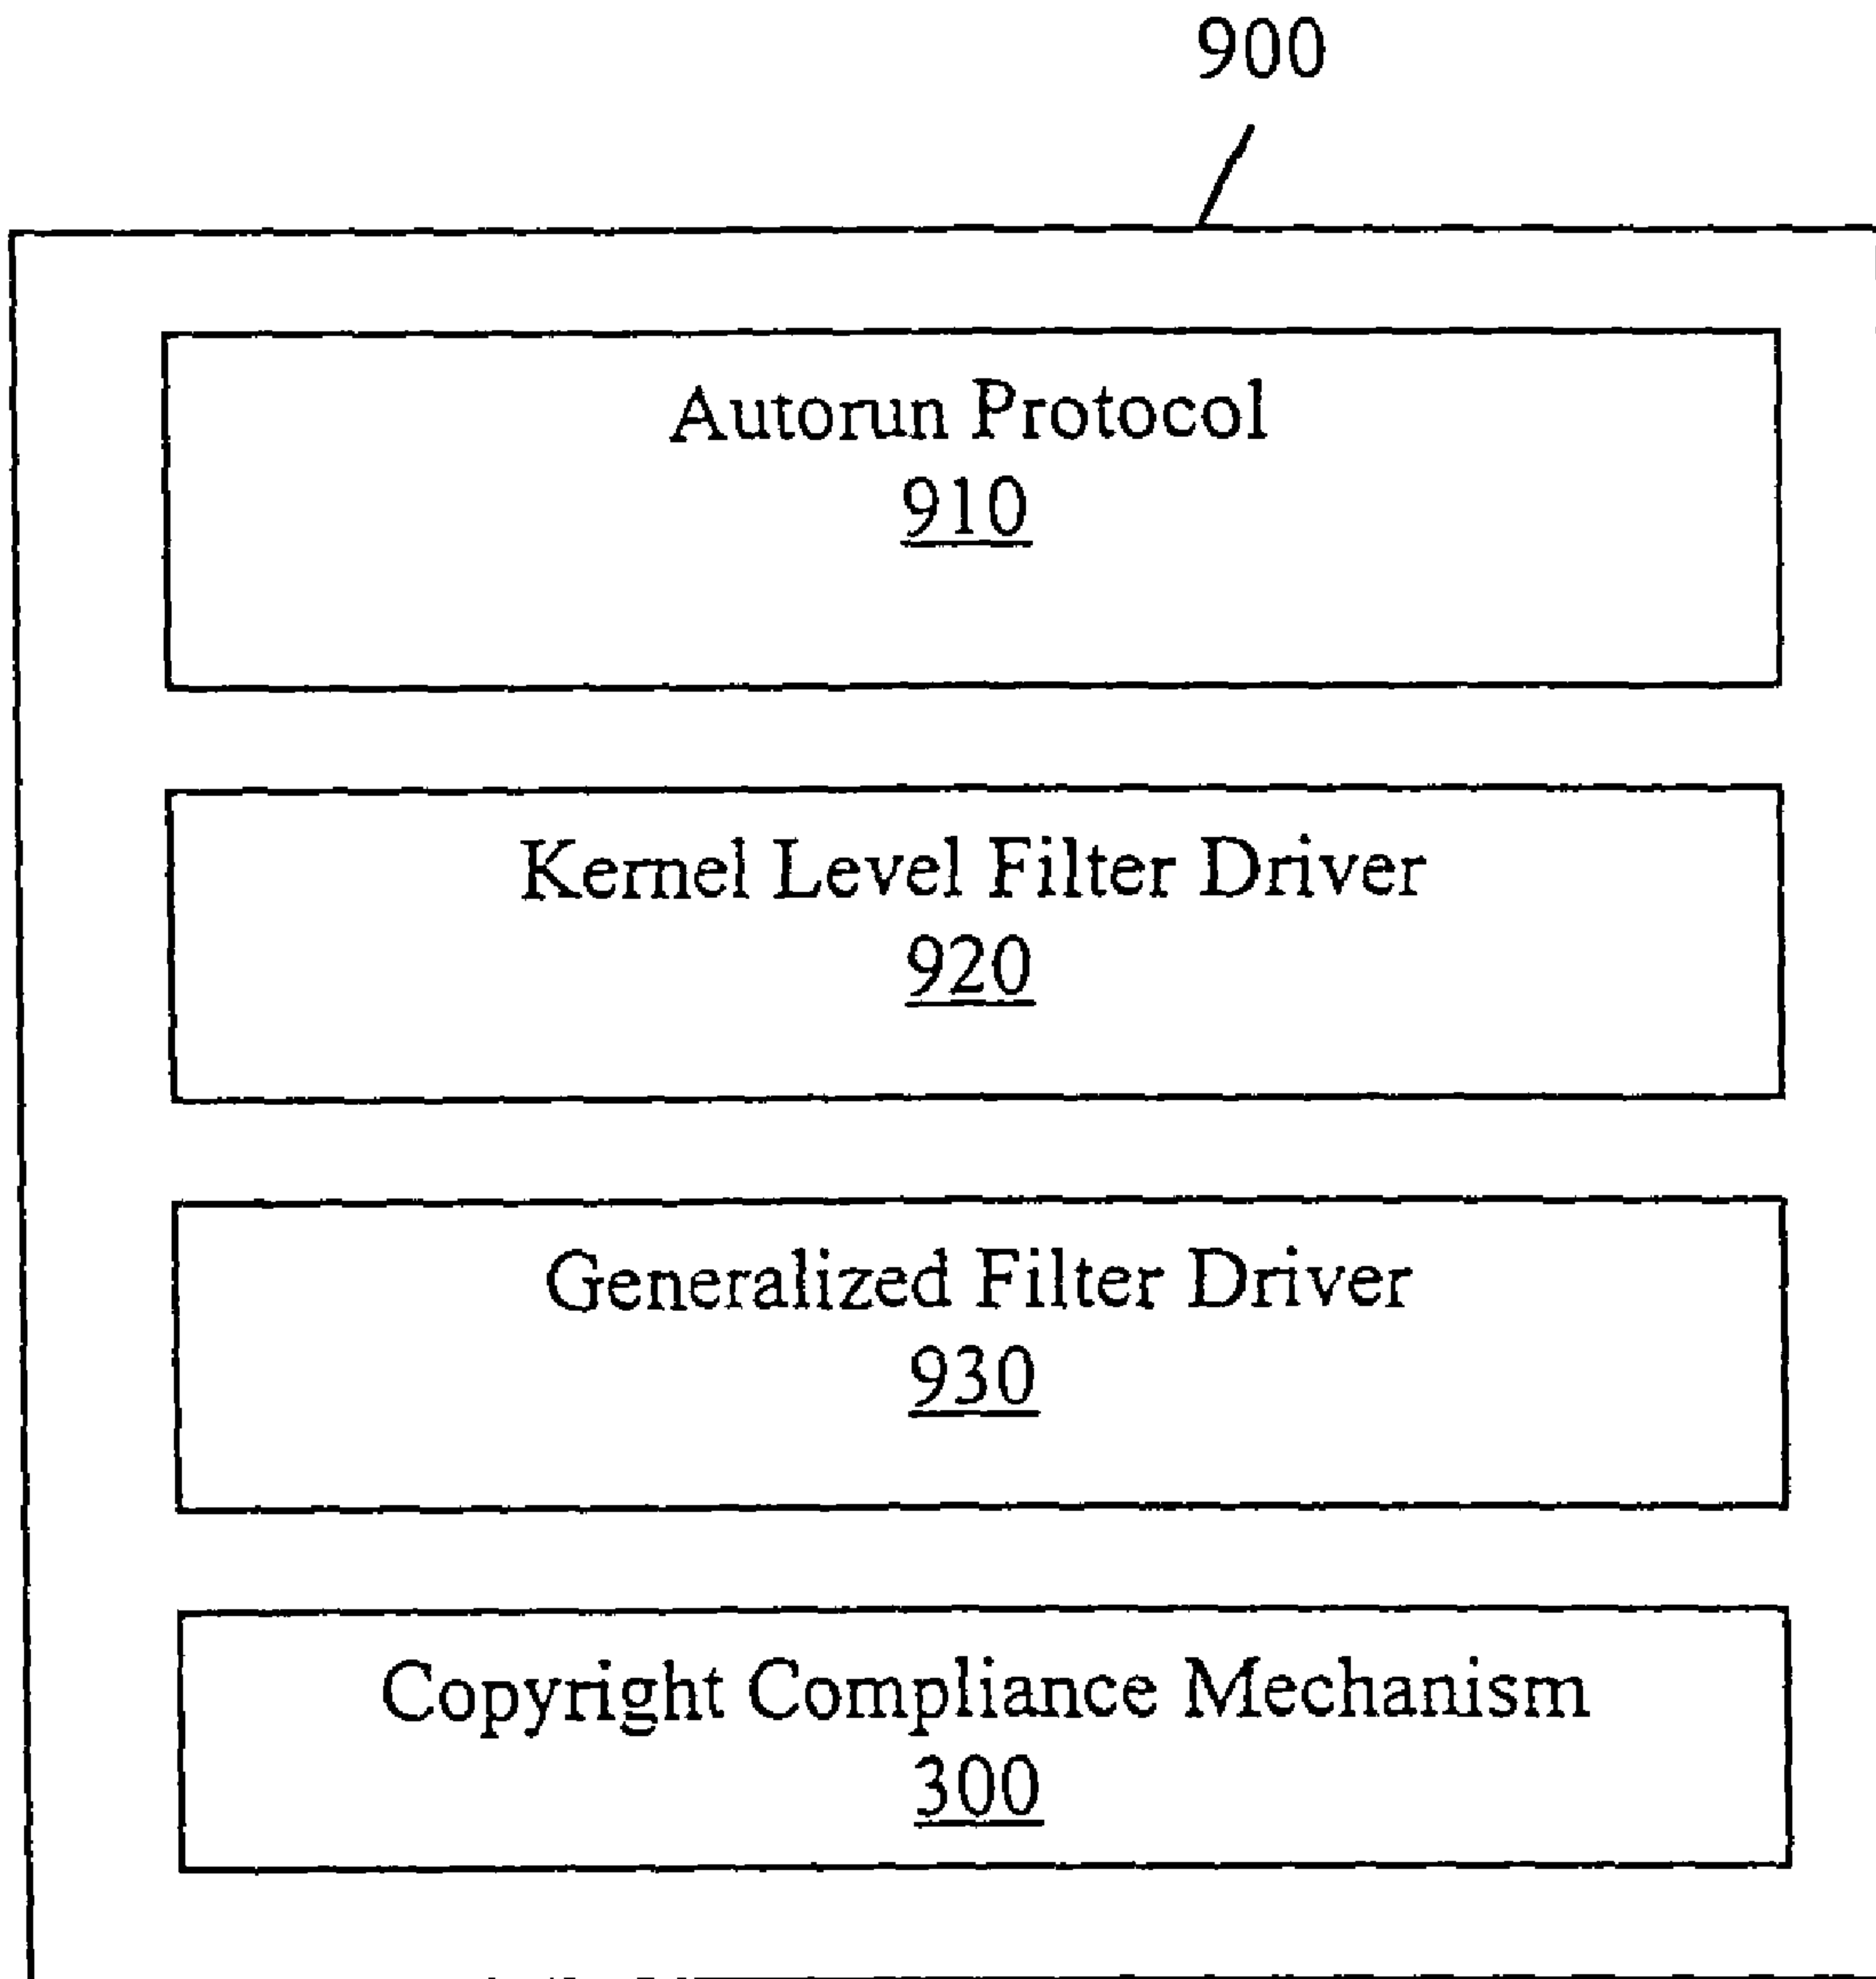 900
Autorun Protocol
910
Kernel Level Filter Driver
920
Generalized Filter Driver
930
Copyright Compliance Mechanism
300